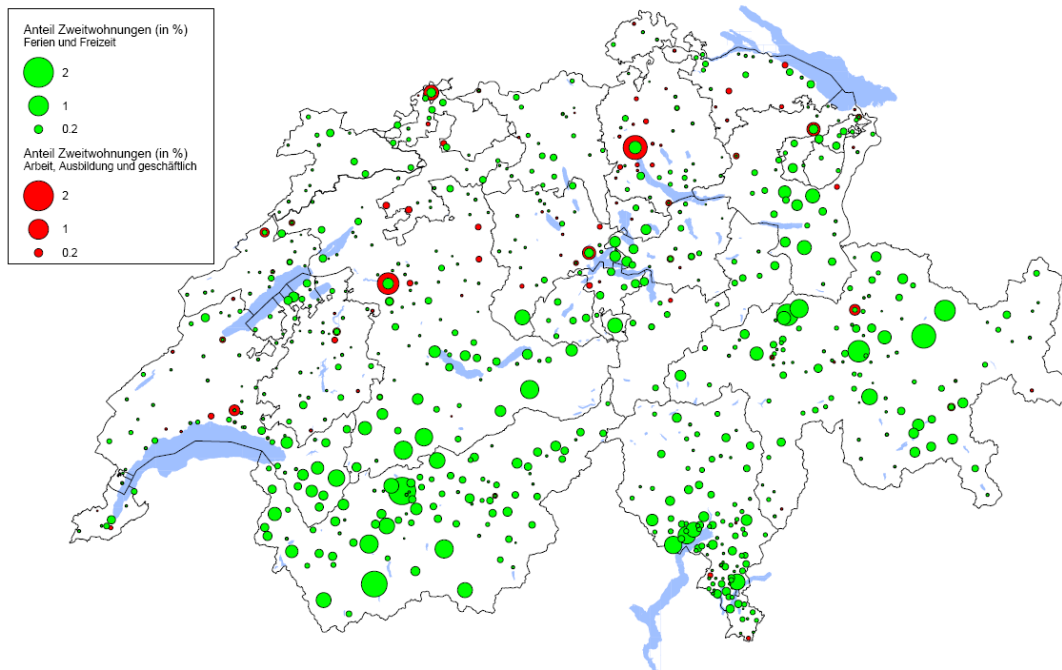 Anteil Zweitwohnungen (in %)
Ferien und Freizeit
2
1
0.2
Anteil Zweitwohnungen (in %)
Arbeit, Ausbildung und geschäftlich
2
1
0.2